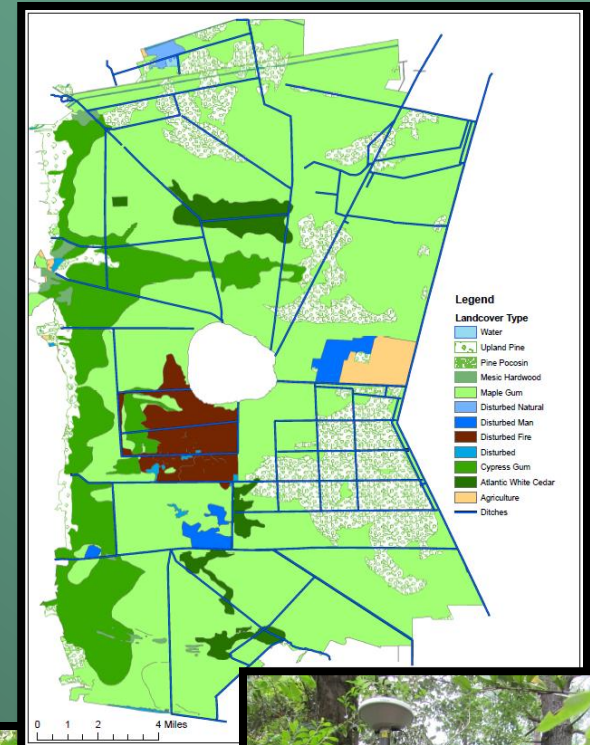 Legend
Landcover Type
Water
Upland Pine
Pine Pocosin
Mesic Hardwood
Maple Gum
Disturbed Natural
Disturbed Man
Disturbed Fire
Disturbed
Cypress Gum
Atlantic White Cedar
Agriculture
Ditches
0 1 2 4 Miles